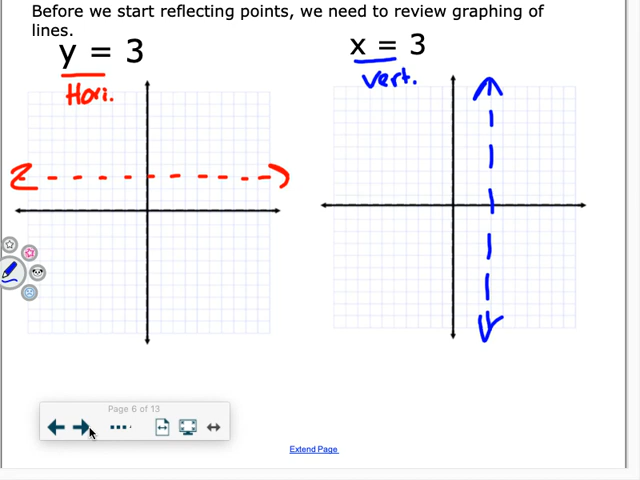 Before we start reflecting points, we need to review graphing of
lines.
y = 3
Hori.
x = 3
vert.
Page 6 of 13
Extend Page